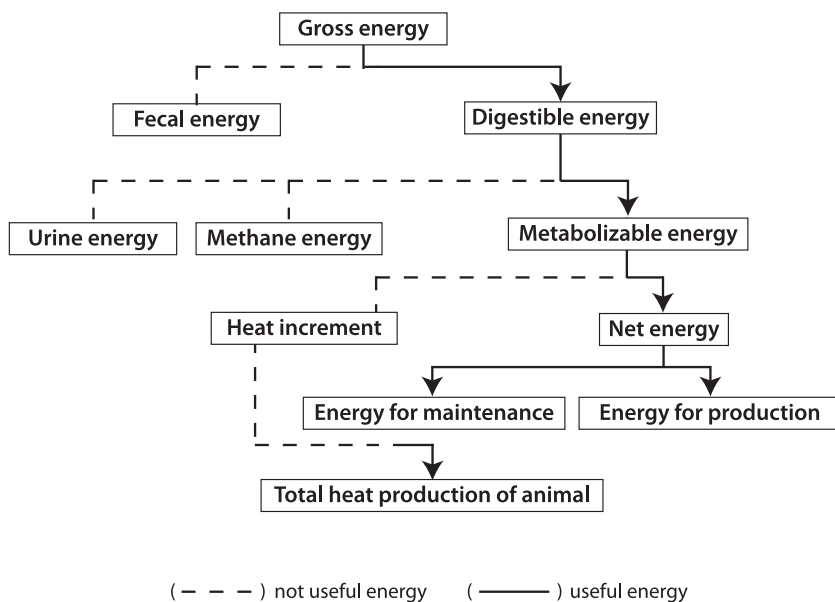 Gross energy
Fecal energy
Digestible energy
Urine energy
Methane energy
Metabolizable energy
Heat increment
Net energy
Energy for maintenance
Energy for production
Total heat production of animal
( – – – ) not useful energy
( —— ) useful energy